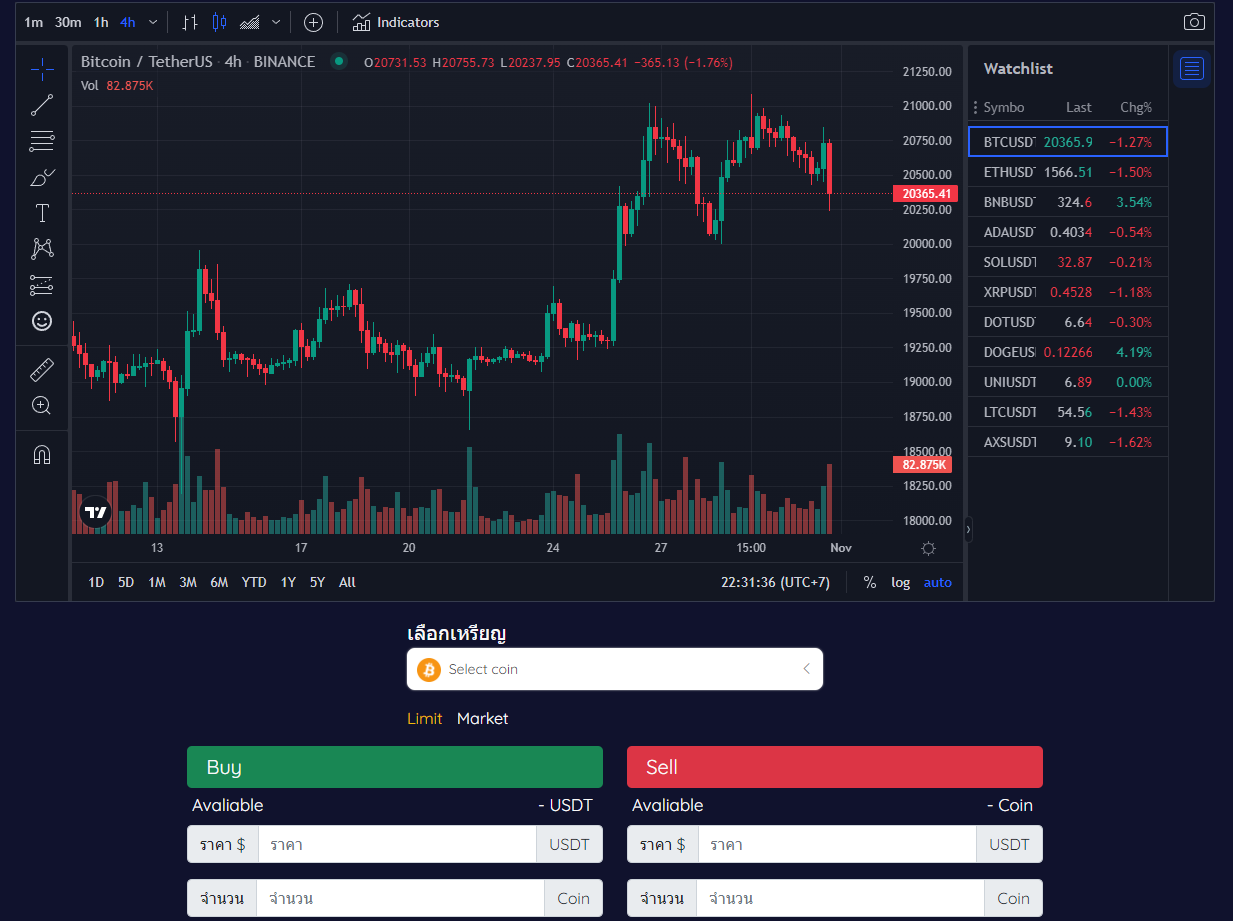 1m 30m 1h 4h Indicators
Bitcoin / TetherUS · 4h · BINANCE O20731.53 H20755.73 L20237.95 C20365.41 −365.13 (−1.76%)
Vol 82.875K
21250.00
21000.00
20750.00
20500.00
20365.41
20250.00
20000.00
19750.00
19500.00
19250.00
19000.00
18750.00
18500.00
82.875K
18250.00
18000.00
13 17 20 24 27 15:00 Nov
1D 5D 1M 3M 6M YTD 1Y 5Y All 22:31:36 (UTC+7) % log auto
Watchlist
Symbo Last Chg%
BTCUSDT 20365.9 −1.27%
ETHUSDT 1566.51 −1.50%
BNBUSDT 324.6 3.54%
ADAUSDT 0.4034 −0.54%
SOLUSDT 32.87 −0.21%
XRPUSDT 0.4528 −1.18%
DOTUSDT 6.64 −0.30%
DOGEUS 0.12266 4.19%
UNIUSDT 6.89 0.00%
LTCUSDT 54.56 −1.43%
AXSUSDT 9.10 −1.62%
เลือกเหรียญ
Select coin
Limit Market
Buy
Avaliable - USDT
ราคา $ ราคา USDT
จำนวน จำนวน Coin
Sell
Avaliable - Coin
ราคา $ ราคา USDT
จำนวน จำนวน Coin